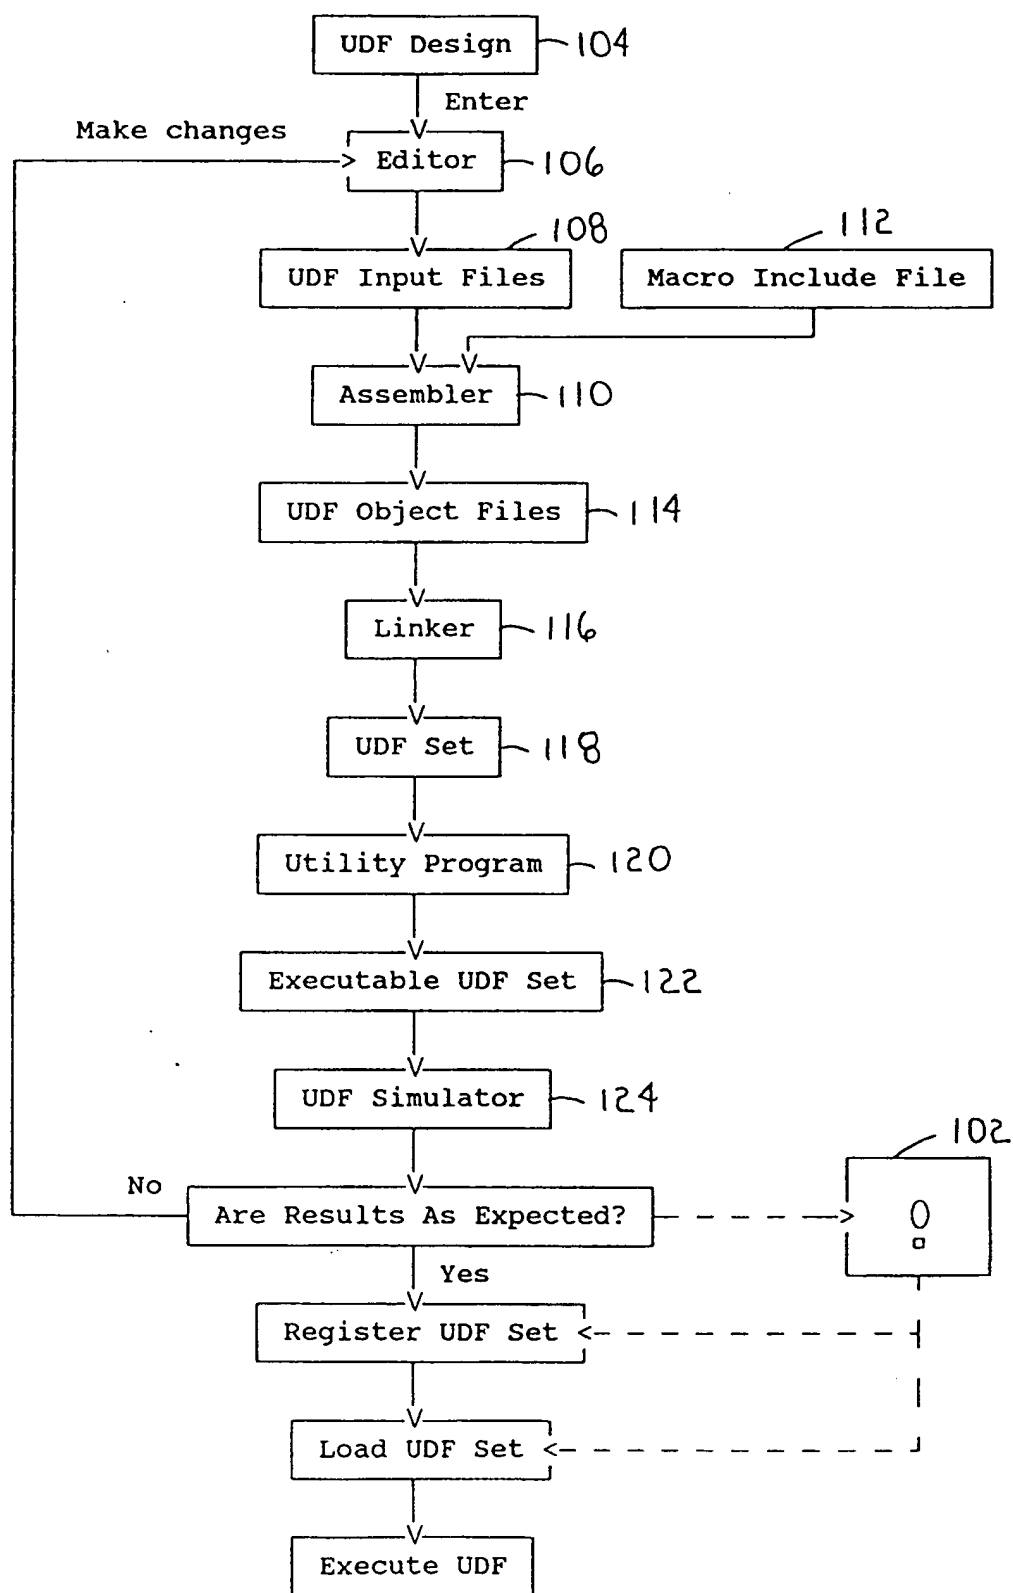 UDF Design 104
Enter
Make changes
Editor 106
108
112
UDF Input Files
Macro Include File
Assembler 110
UDF Object Files 114
Linker 116
UDF Set 118
Utility Program 120
Executable UDF Set 122
UDF Simulator 124
102
No
Are Results As Expected?
Yes
Register UDF Set
Load UDF Set
Execute UDF